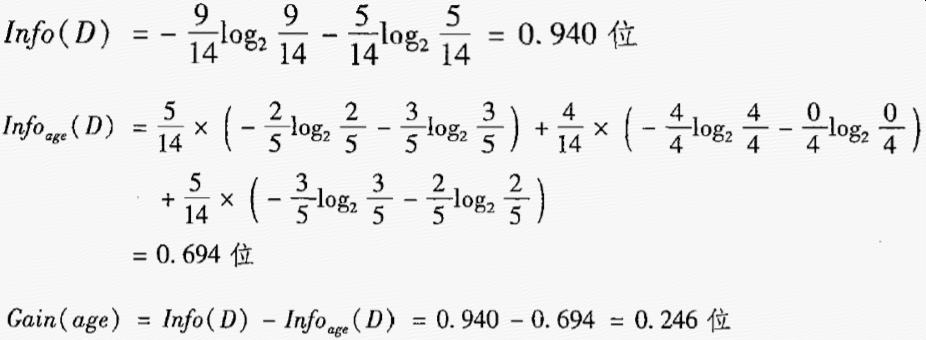 Info(D) = - 9/14 log₂ 9/14 - 5/14 log₂ 5/14 = 0.940 位
Info_age(D) = 5/14 × ( - 2/5 log₂ 2/5 - 3/5 log₂ 3/5 ) + 4/14 × ( - 4/4 log₂ 4/4 - 0/4 log₂ 0/4 )
+ 5/14 × ( - 3/5 log₂ 3/5 - 2/5 log₂ 2/5 )
= 0.694 位
Gain(age) = Info(D) - Info_age(D) = 0.940 - 0.694 = 0.246 位